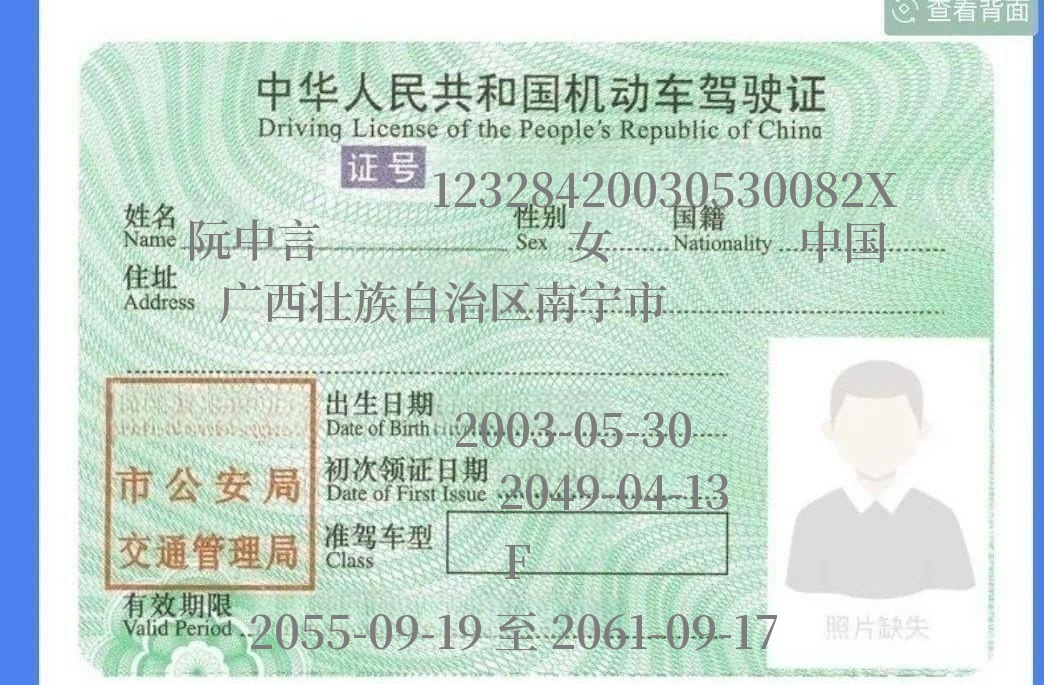 查看背面
中华人民共和国机动车驾驶证
Driving License of the People's Republic of China
证号 12328420030530082X
姓名 阮中言 性别 女 国籍 中国
Name Sex Nationality
住址 广西壮族自治区南宁市
Address
出生日期
Date of Birth 2003-05-30
初次领证日期
Date of First Issue 2049-04-13
准驾车型
Class F
市公安局
交通管理局
有效期限
Valid Period 2055-09-19 至 2061-09-17
照片缺失